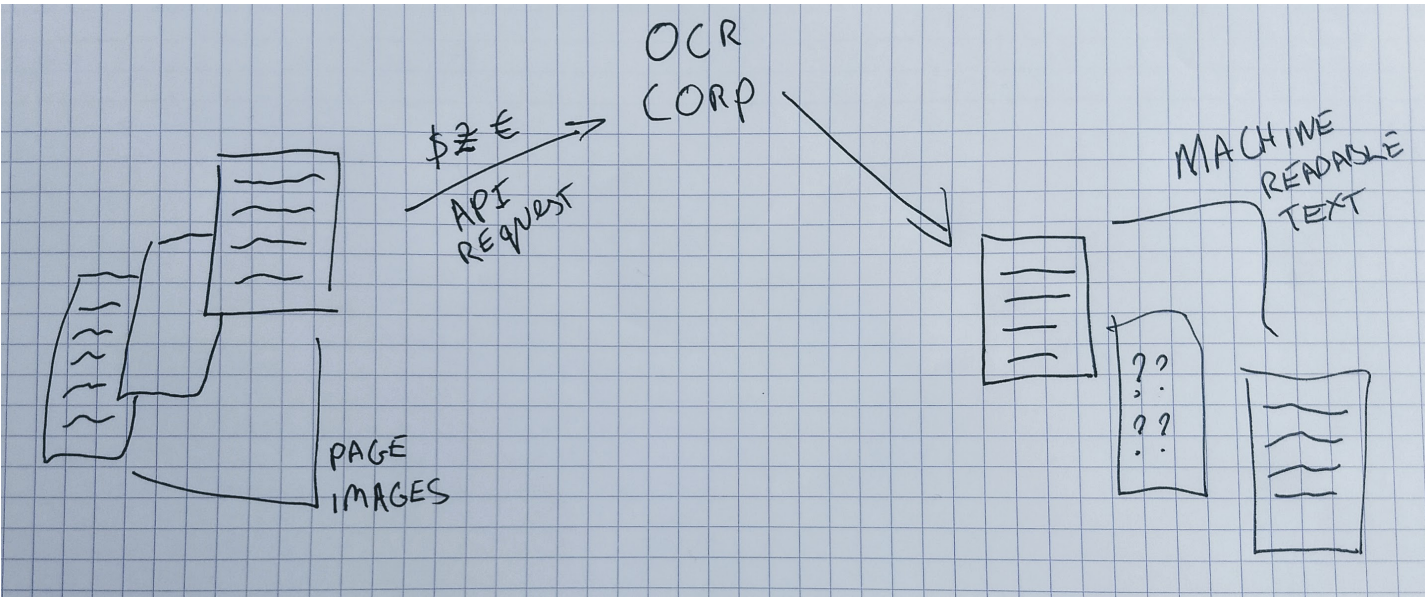 OCR
CORP
$ Ƶ €
API
REQUEST
MACHINE
READABLE
TEXT
? ?
? ?
PAGE
IMAGES